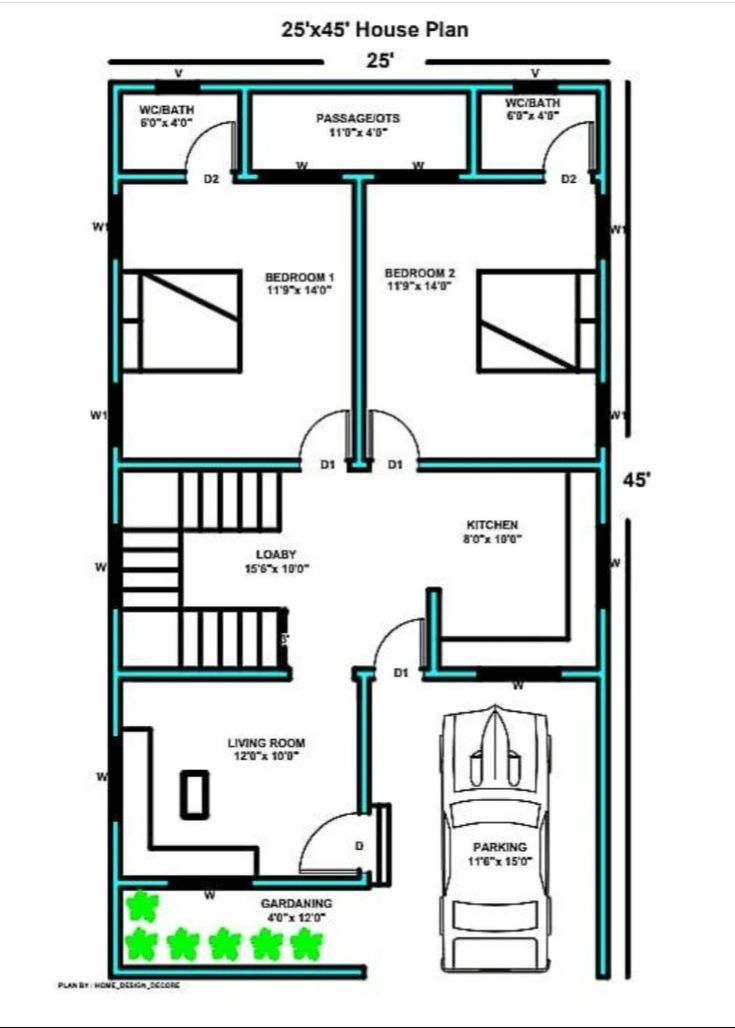 25'x45' House Plan
25'
V
V
WC/BATH
6'0"x 4'0"
PASSAGE/OTS
11'0"x 4'0"
WC/BATH
6'0"x 4'0"
W
W
D2
D2
W1
W1
BEDROOM 1
11'9"x 14'0"
BEDROOM 2
11'9"x 14'0"
W1
W1
D1
D1
45'
KITCHEN
8'0"x 10'0"
LOABY
15'6"x 10'0"
W
W
D1
W
LIVING ROOM
12'0"x 10'0"
W
D
PARKING
11'6"x 15'0"
W
GARDANING
4'0"x 12'0"
PLAN BY : HOME_DESIGN_DECORE